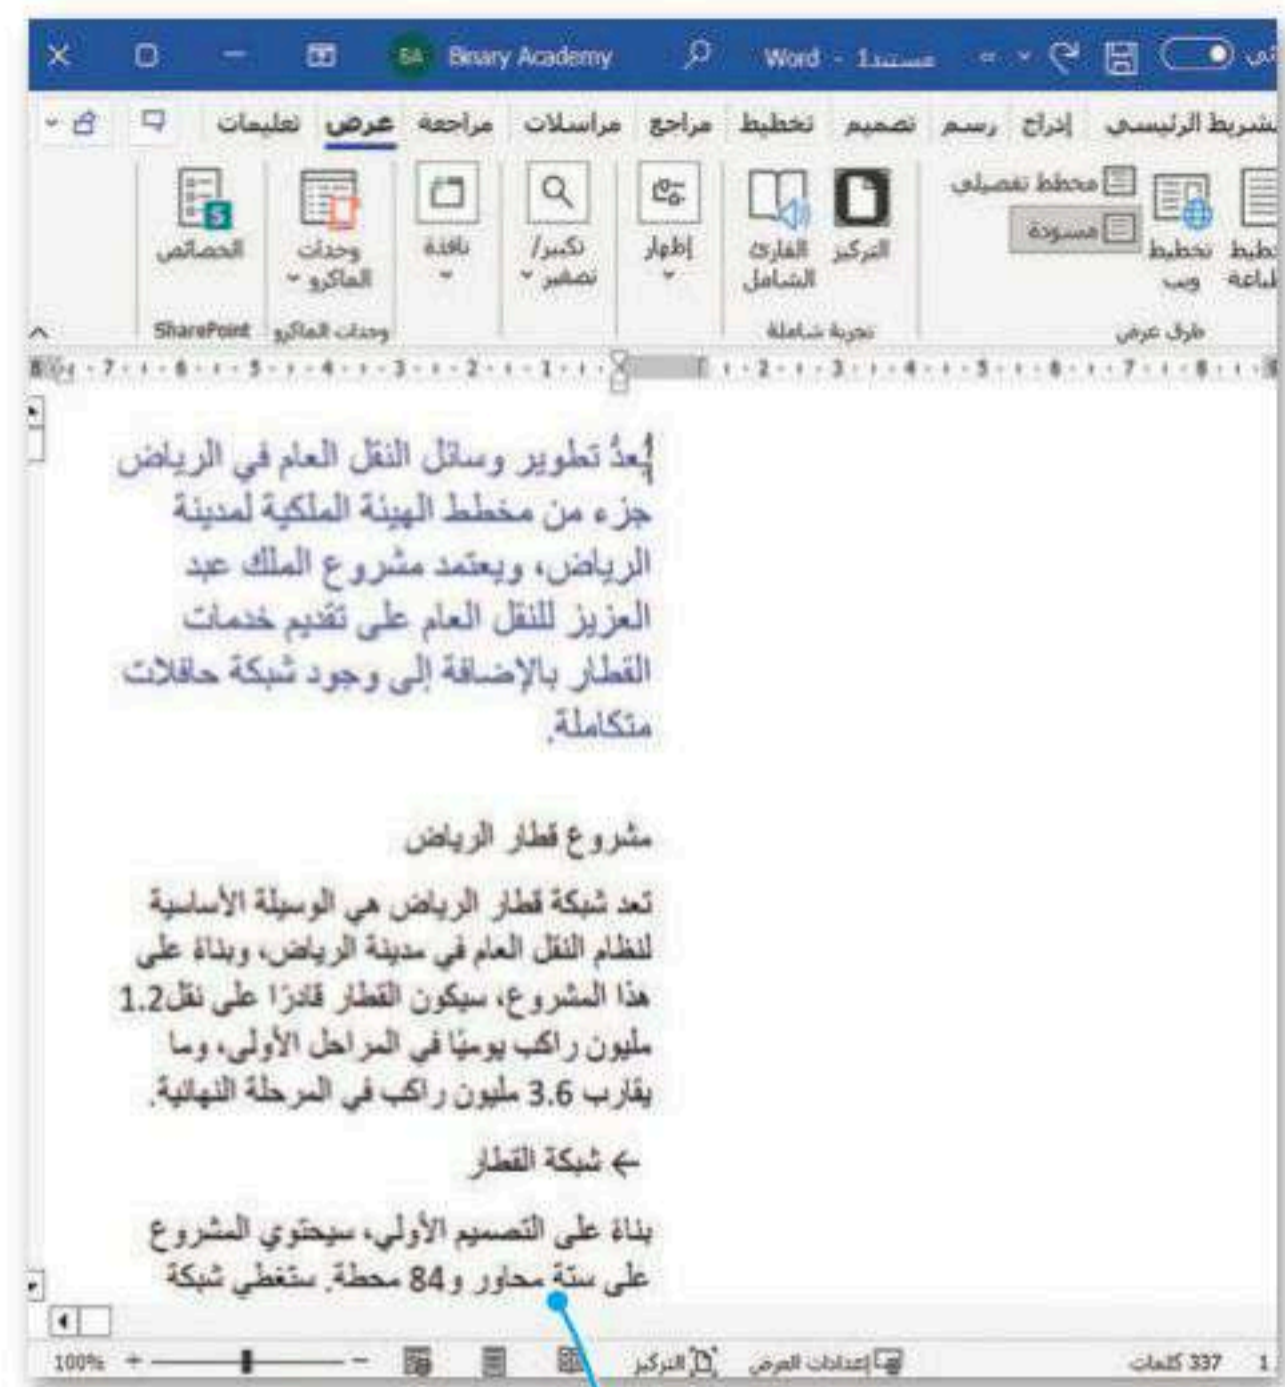 Binary Academy
BA
مستند1 - Word
الشريط الرئيسي إدراج رسم تصميم تخطيط مراجع مراسلات مراجعة عرض تعليمات
مخطط تفصيلي
مسودة
تخطيط ويب
طرق عرض
التركيز
القارئ الشامل
تجربة شاملة
إظهار
تكبير/ تصغير
نافذة
وحدات الماكرو
وحدات الماكرو
الخصائص
SharePoint
يُعدُّ تطوير وسائل النقل العام في الرياض
جزء من مخطط الهيئة الملكية لمدينة
الرياض، ويعتمد مشروع الملك عبد
العزيز للنقل العام على تقديم خدمات
القطار بالإضافة إلى وجود شبكة حافلات
متكاملة.
مشروع قطار الرياض
تعد شبكة قطار الرياض هي الوسيلة الأساسية
لنظام النقل العام في مدينة الرياض، وبناءً على
هذا المشروع، سيكون القطار قادرًا على نقل1.2
مليون راكب يوميًا في المراحل الأولى، وما
يقارب 3.6 مليون راكب في المرحلة النهائية.
← شبكة القطار
بناءً على التصميم الأولي، سيحتوي المشروع
على ستة محاور و84 محطة. ستغطي شبكة
337 كلمات
إعدادات العرض
التركيز
100%